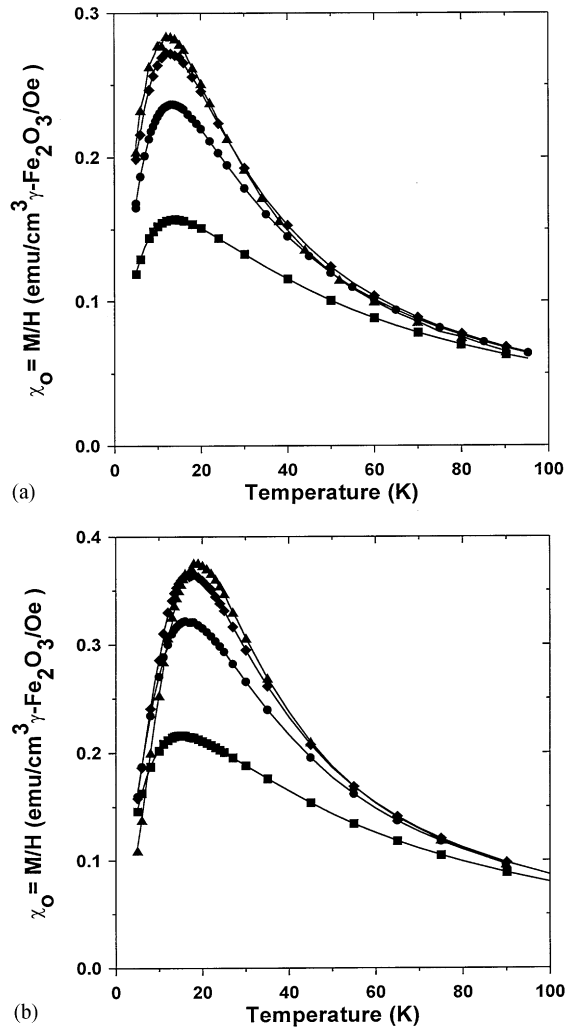 0.3
0.2
0.1
0.0
χo = M/H (emu/cm3 γ-Fe2O3/Oe)
0 20 40 60 80 100
(a) Temperature (K)
0.4
0.3
0.2
0.1
0.0
χo = M/H (emu/cm3 γ-Fe2O3/Oe)
0 20 40 60 80 100
(b) Temperature (K)